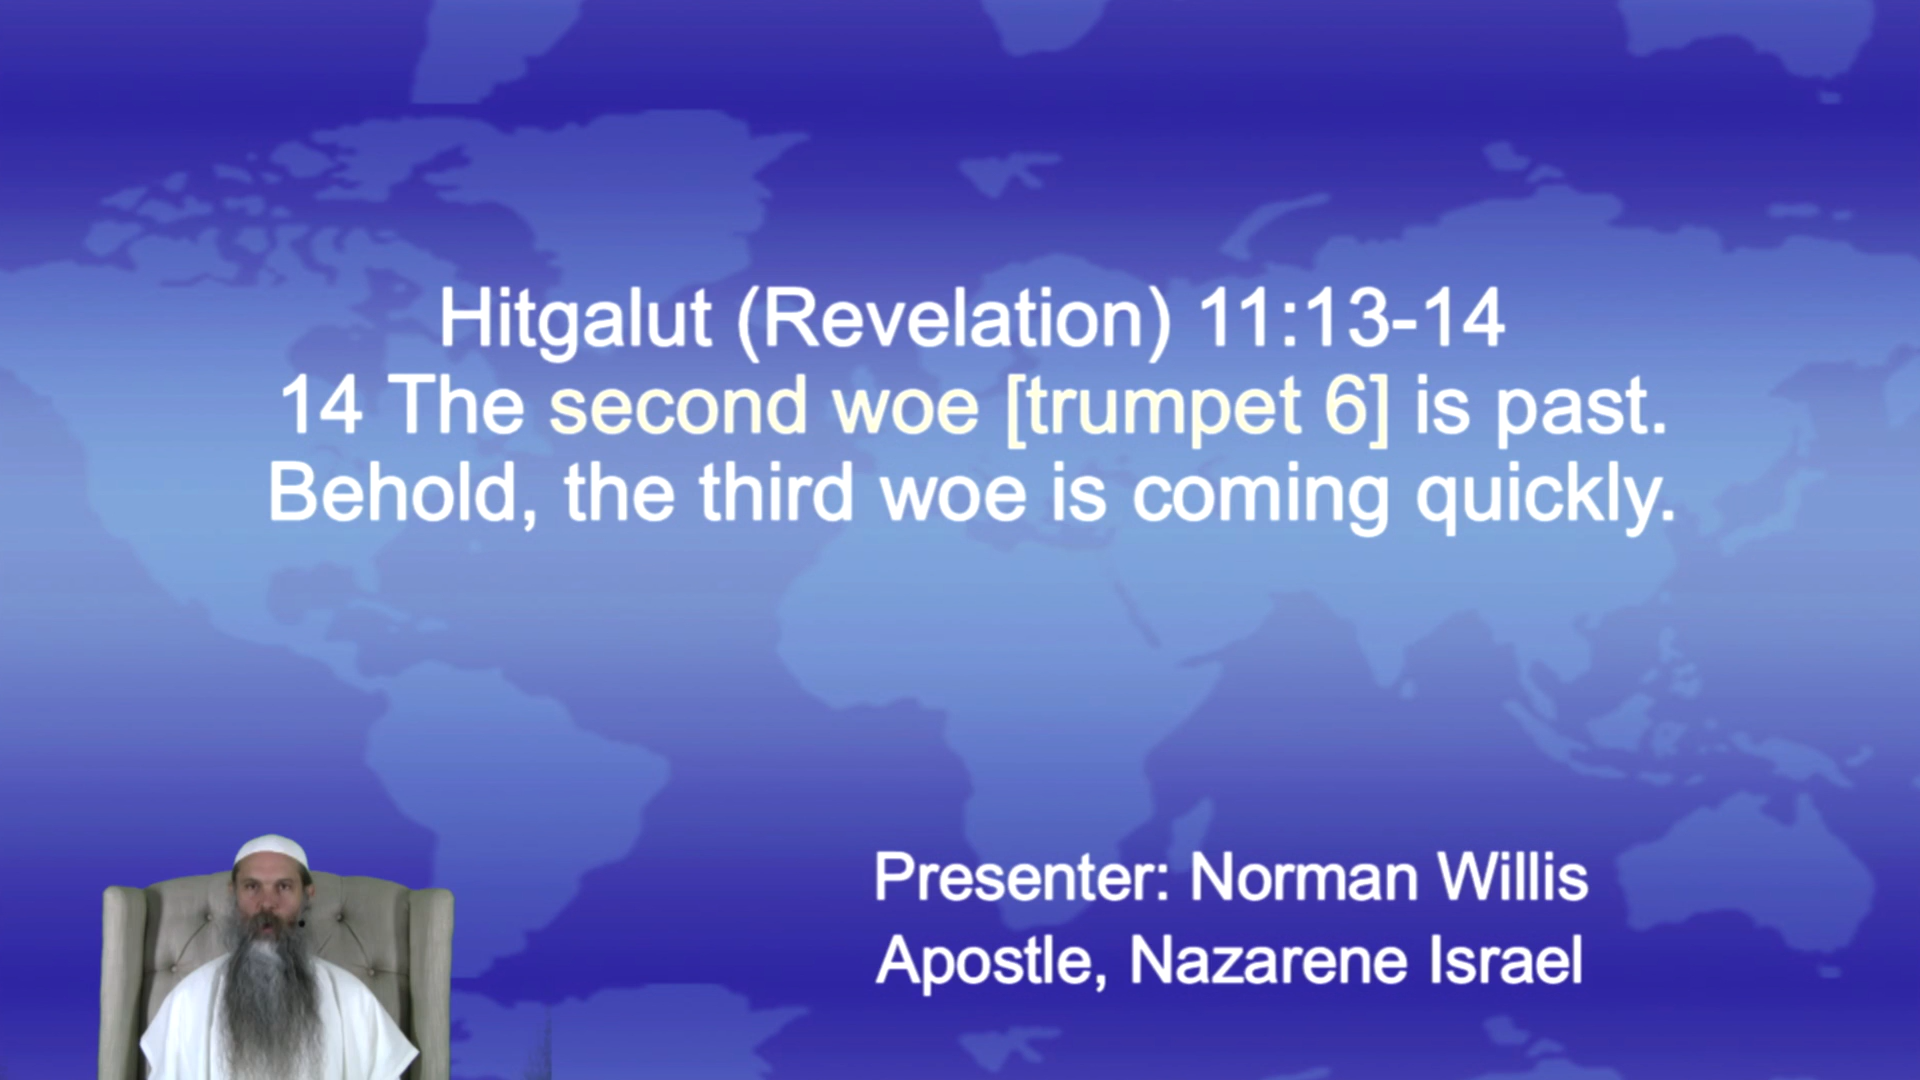 Hitgalut (Revelation) 11:13-14
14 The second woe [trumpet 6] is past.
Behold, the third woe is coming quickly.
Presenter: Norman Willis
Apostle, Nazarene Israel